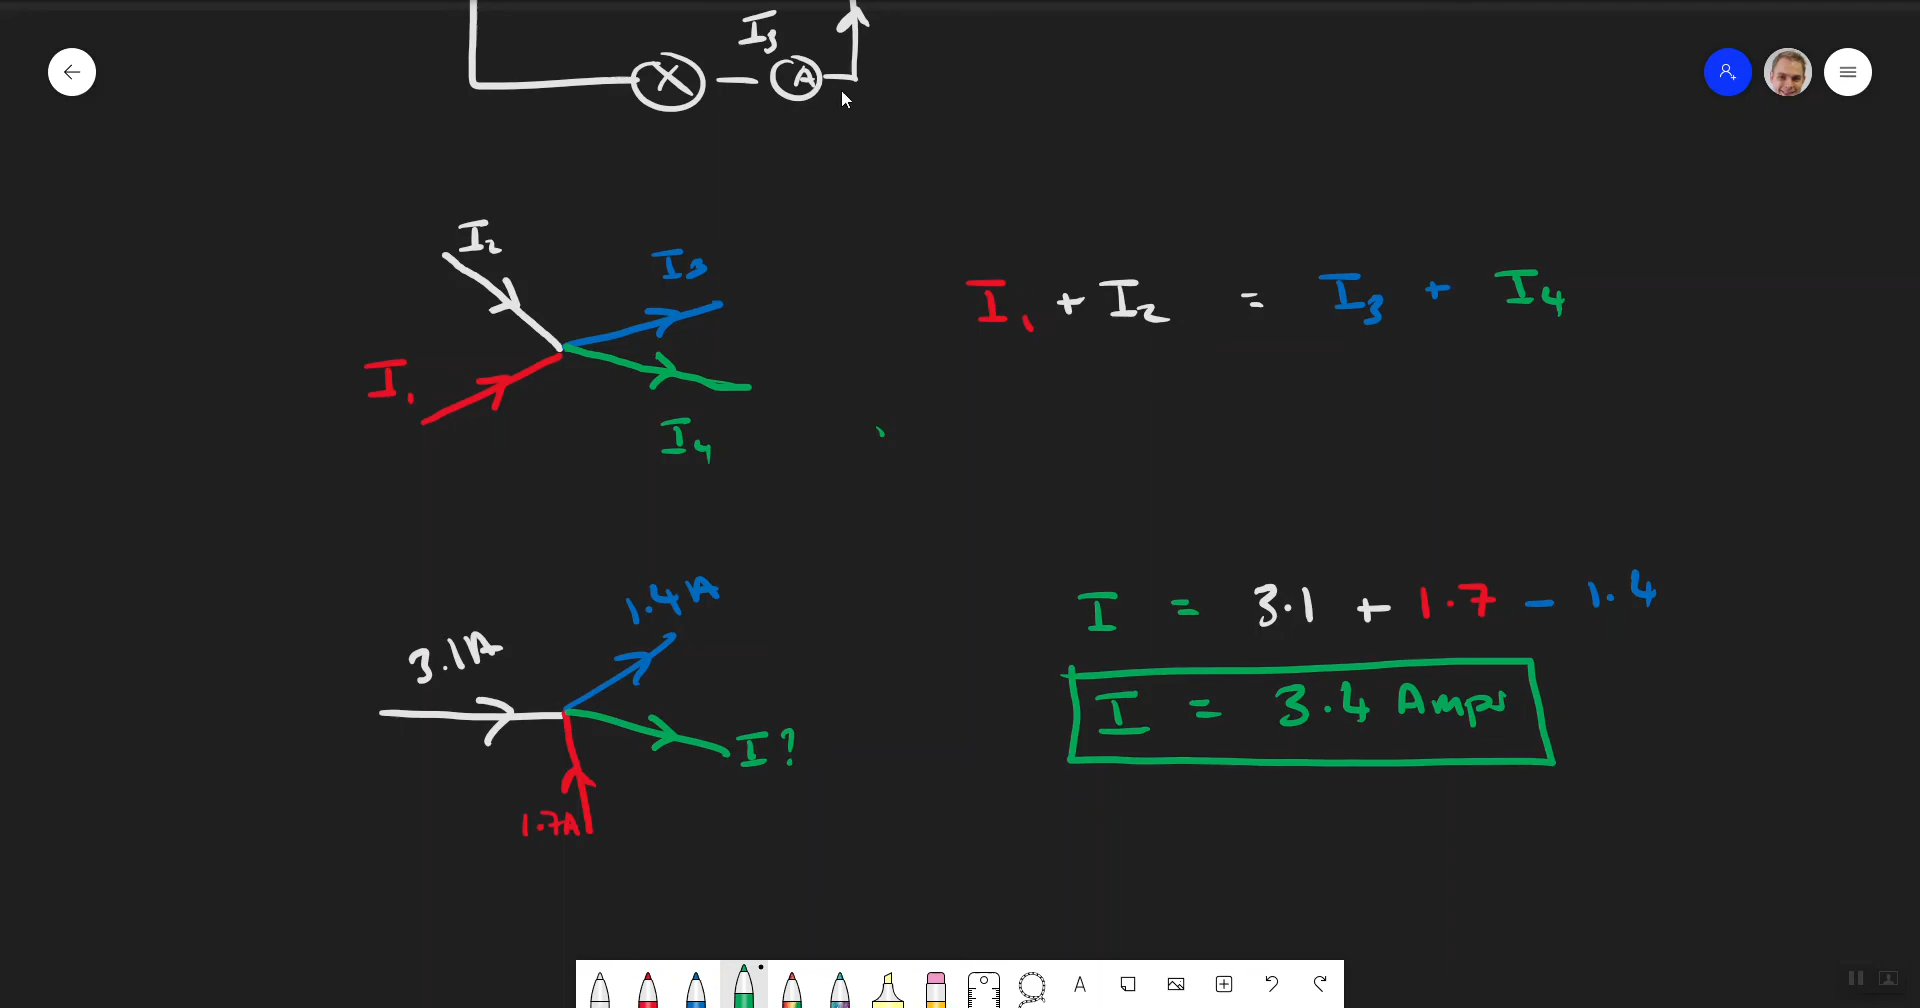 I₃
X A
I₂
I₃
I₁ + I₂ = I₃ + I₄
I₁
I₄
1.4A
I = 3.1 + 1.7 - 1.4
3.1A
I = 3.4 Amps
I?
1.7A
A